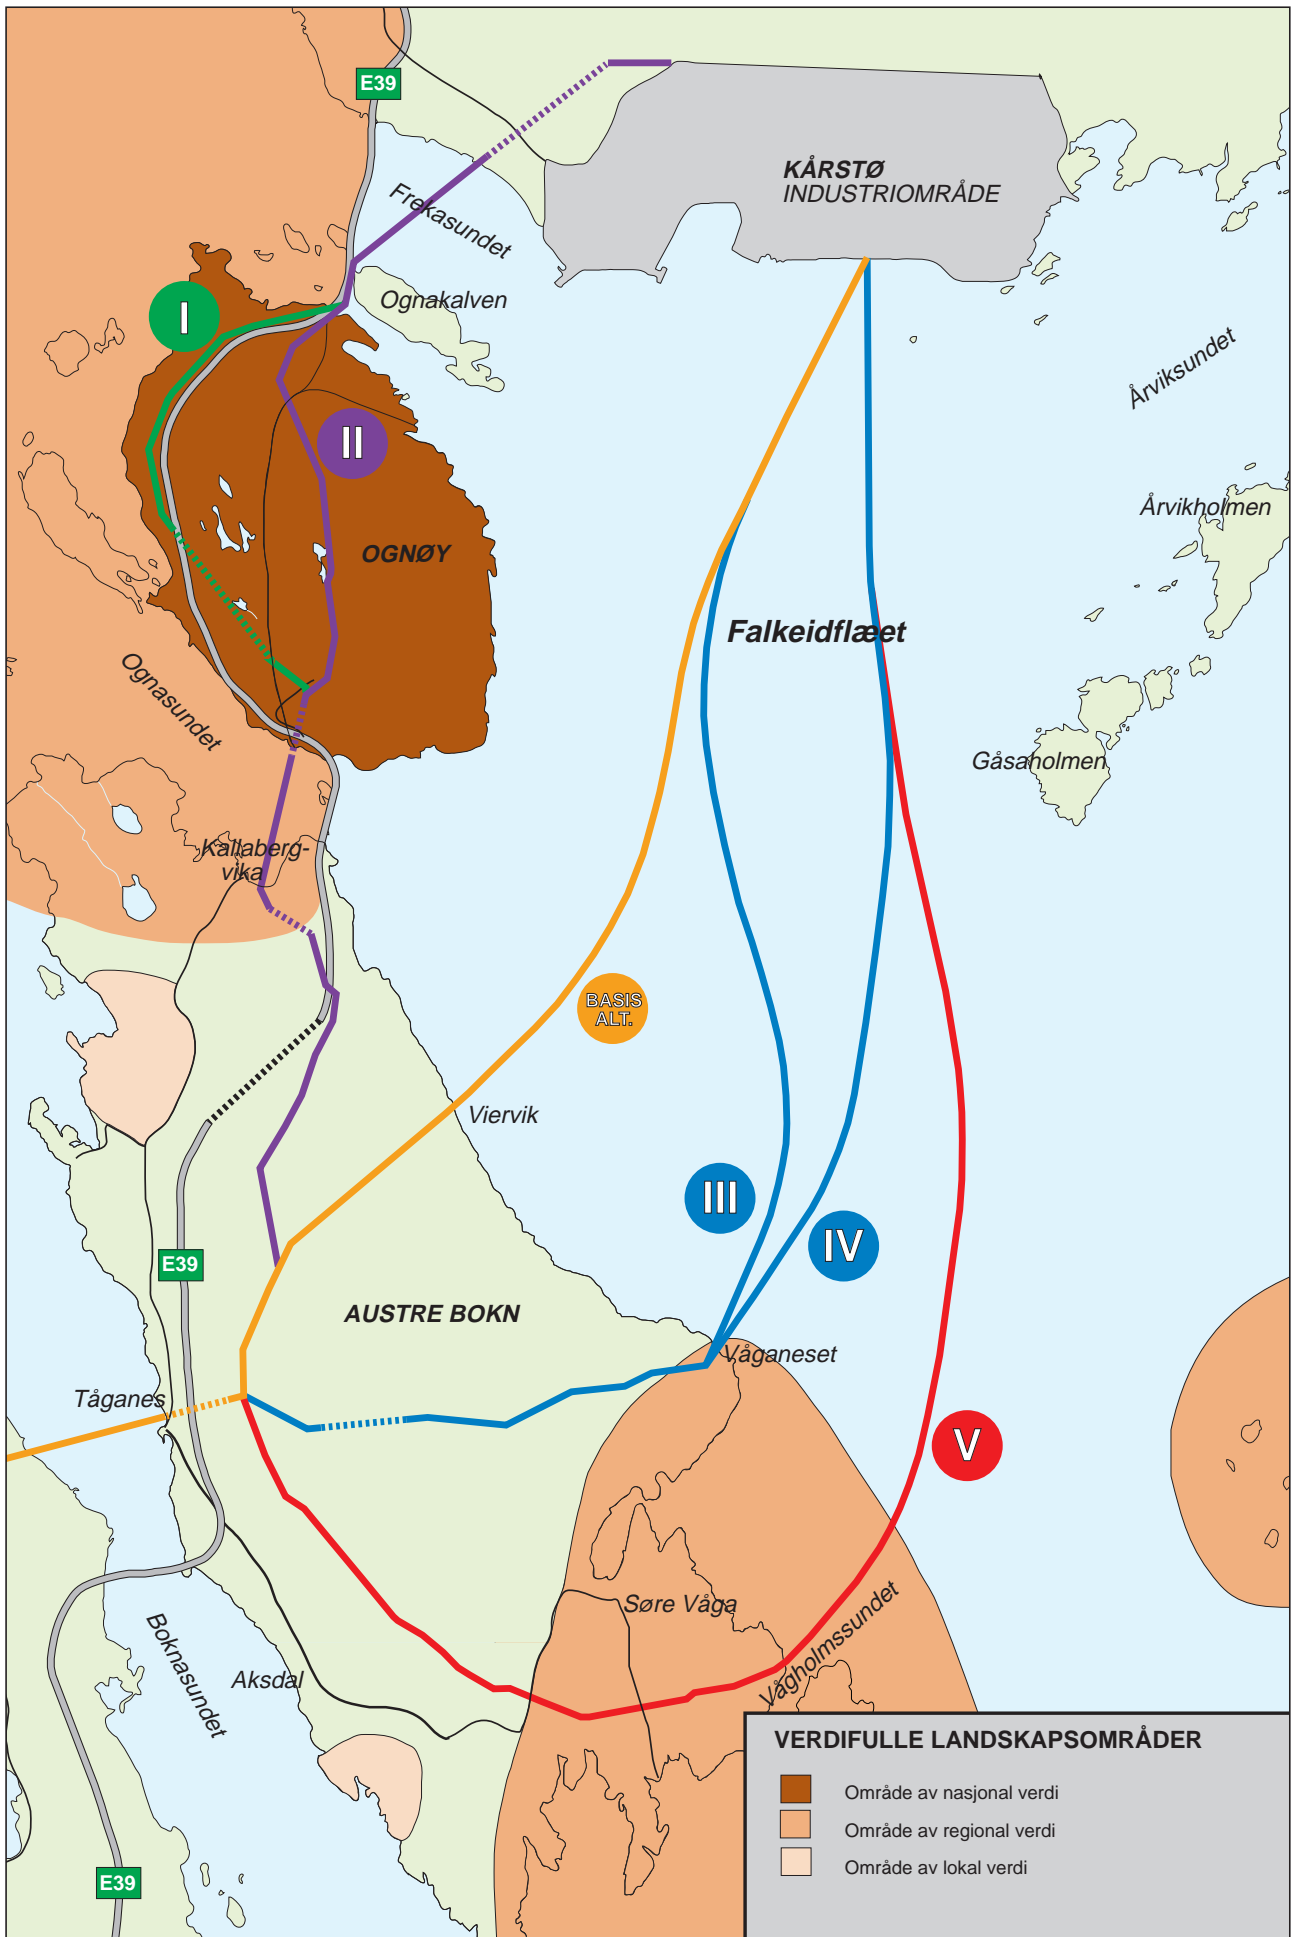 E39
KÅRSTØ
INDUSTRIOMRÅDE
Frekasundet
Ognakalven
I
Årviksundet
II
Årvikholmen
OGNØY
Falkeidflæet
Ognasundet
Gåsaholmen
Kallaberg-
vika
BASIS
ALT.
Viervik
III
IV
E39
AUSTRE BOKN
Våganeset
Tåganes
V
Søre Våga
Vågholmssundet
Boknasundet
Aksdal
VERDIFULLE LANDSKAPSOMRÅDER
Område av nasjonal verdi
Område av regional verdi
Område av lokal verdi
E39